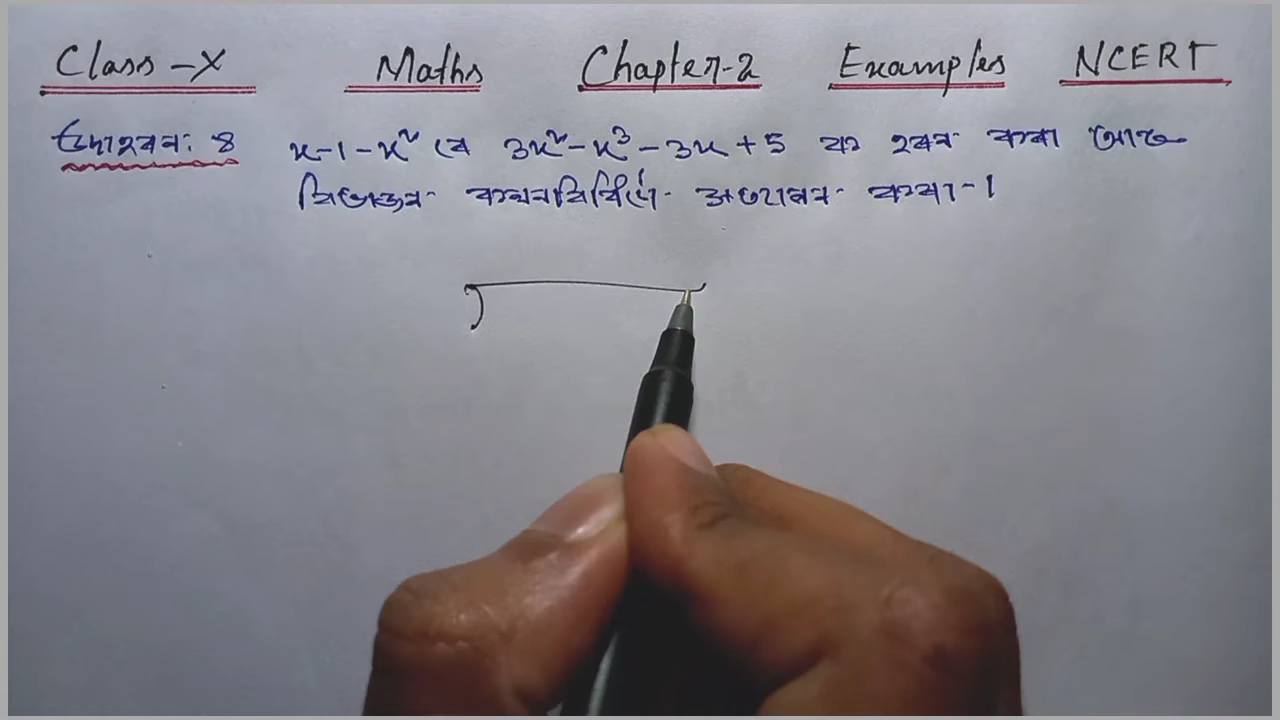 Class-X Maths Chapter-2 Examples NCERT
উদাহৰণ: 8 x-1-x² ৰে 3x²-x³-3x+5 ক হৰণ কৰা আৰু
বিভাজন কলনবিধিটো সত্যাপন কৰা-।